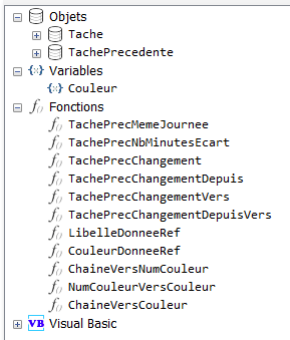 Objets
Tache
TachePrecedente
Variables
Couleur
Fonctions
TachePrecMemeJournee
TachePrecNbMinutesEcart
TachePrecChangement
TachePrecChangementDepuis
TachePrecChangementVers
TachePrecChangementDepuisVers
LibelleDonneeRef
CouleurDonneeRef
ChaineVersNumCouleur
NumCouleurVersCouleur
ChaineVersCouleur
VB Visual Basic